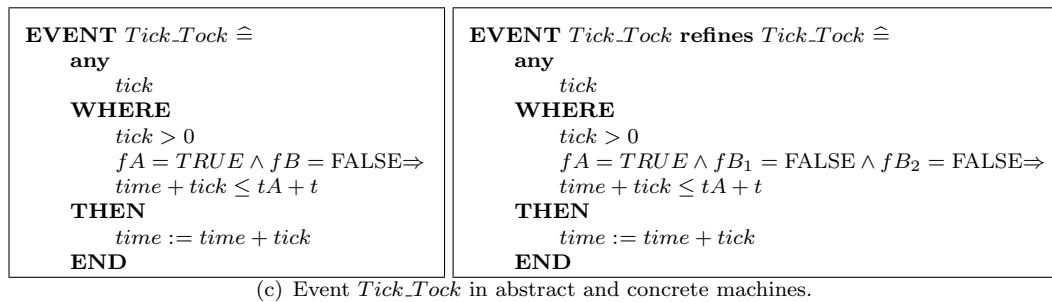 EVENT Tick_Tock ≙
any
tick
WHERE
tick > 0
fA = TRUE ∧ fB = FALSE⇒
time + tick ≤ tA + t
THEN
time := time + tick
END
EVENT Tick_Tock refines Tick_Tock ≙
any
tick
WHERE
tick > 0
fA = TRUE ∧ fB₁ = FALSE ∧ fB₂ = FALSE⇒
time + tick ≤ tA + t
THEN
time := time + tick
END
(c) Event Tick_Tock in abstract and concrete machines.